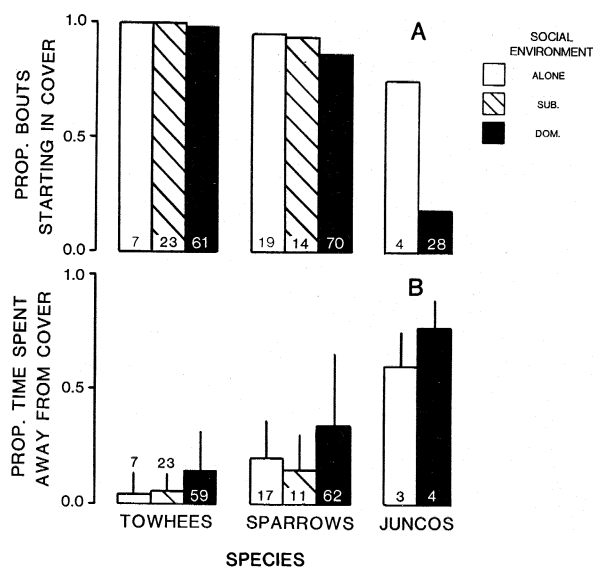 A
SOCIAL
ENVIRONMENT
ALONE
SUB.
DOM.
PROP. BOUTS
STARTING IN COVER
1.0
0.5
0.0
7 23 61
19 14 70
4 28
B
PROP. TIME SPENT
AWAY FROM COVER
1.0
0.5
0.0
7 23 59
17 11 62
3 4
TOWHEES SPARROWS JUNCOS
SPECIES